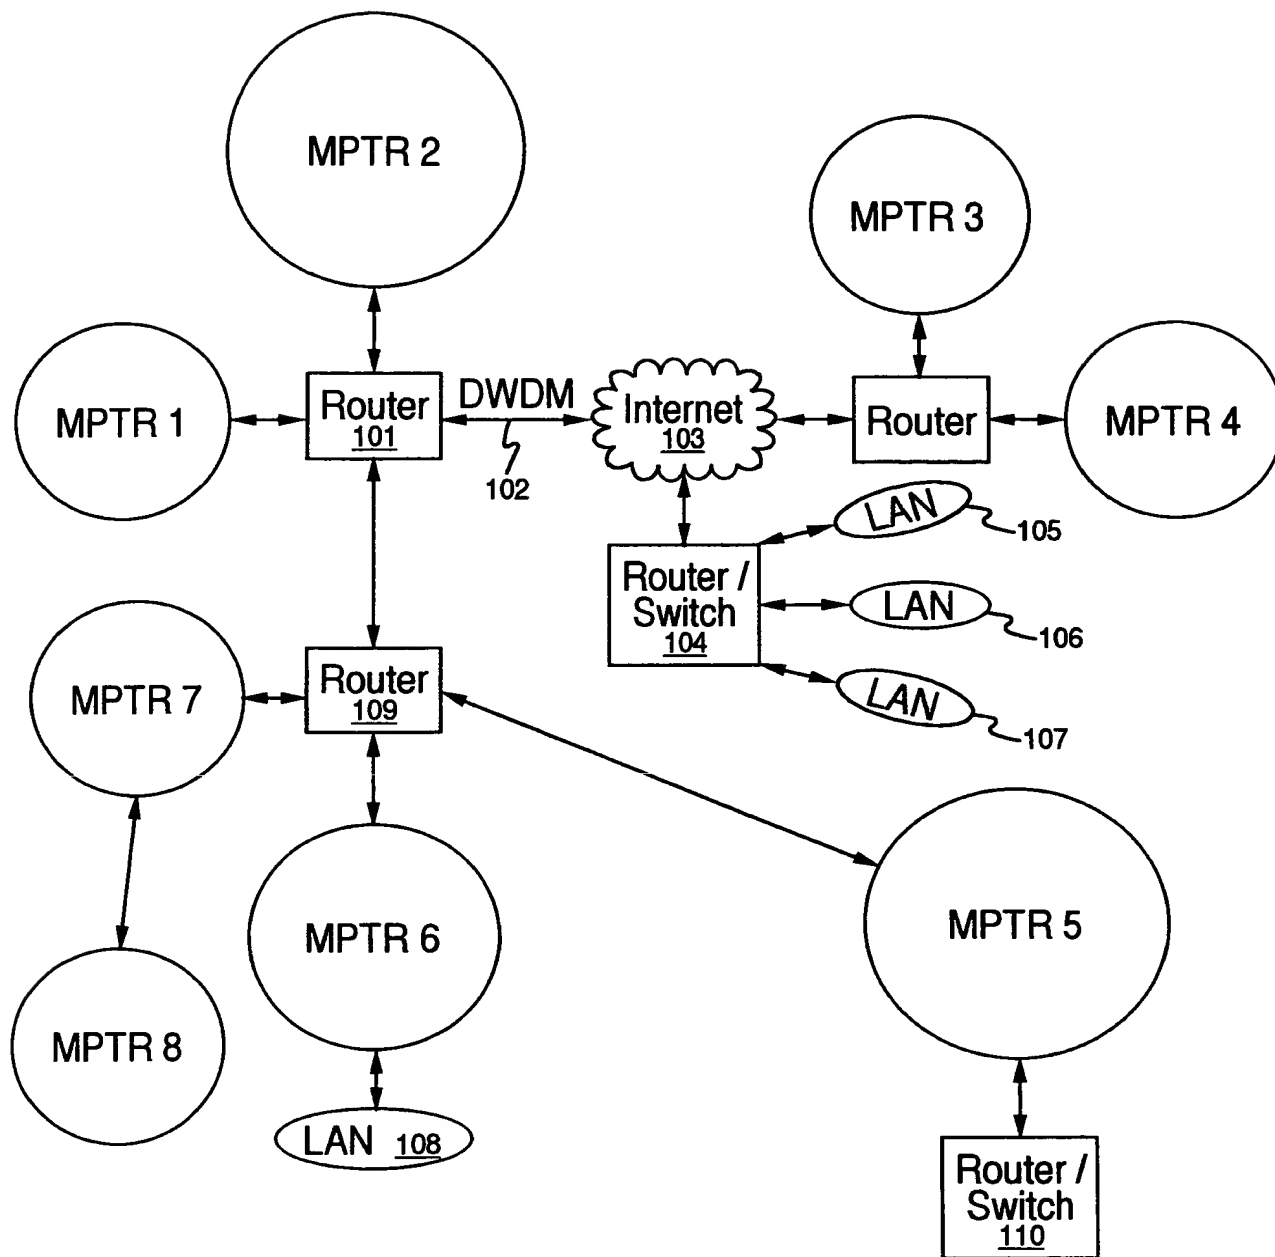 MPTR 2
MPTR 3
MPTR 1
Router
101
DWDM
102
Internet
103
Router
MPTR 4
LAN
105
Router /
Switch
104
LAN
106
LAN
107
MPTR 7
Router
109
MPTR 6
MPTR 5
MPTR 8
LAN 108
Router /
Switch
110